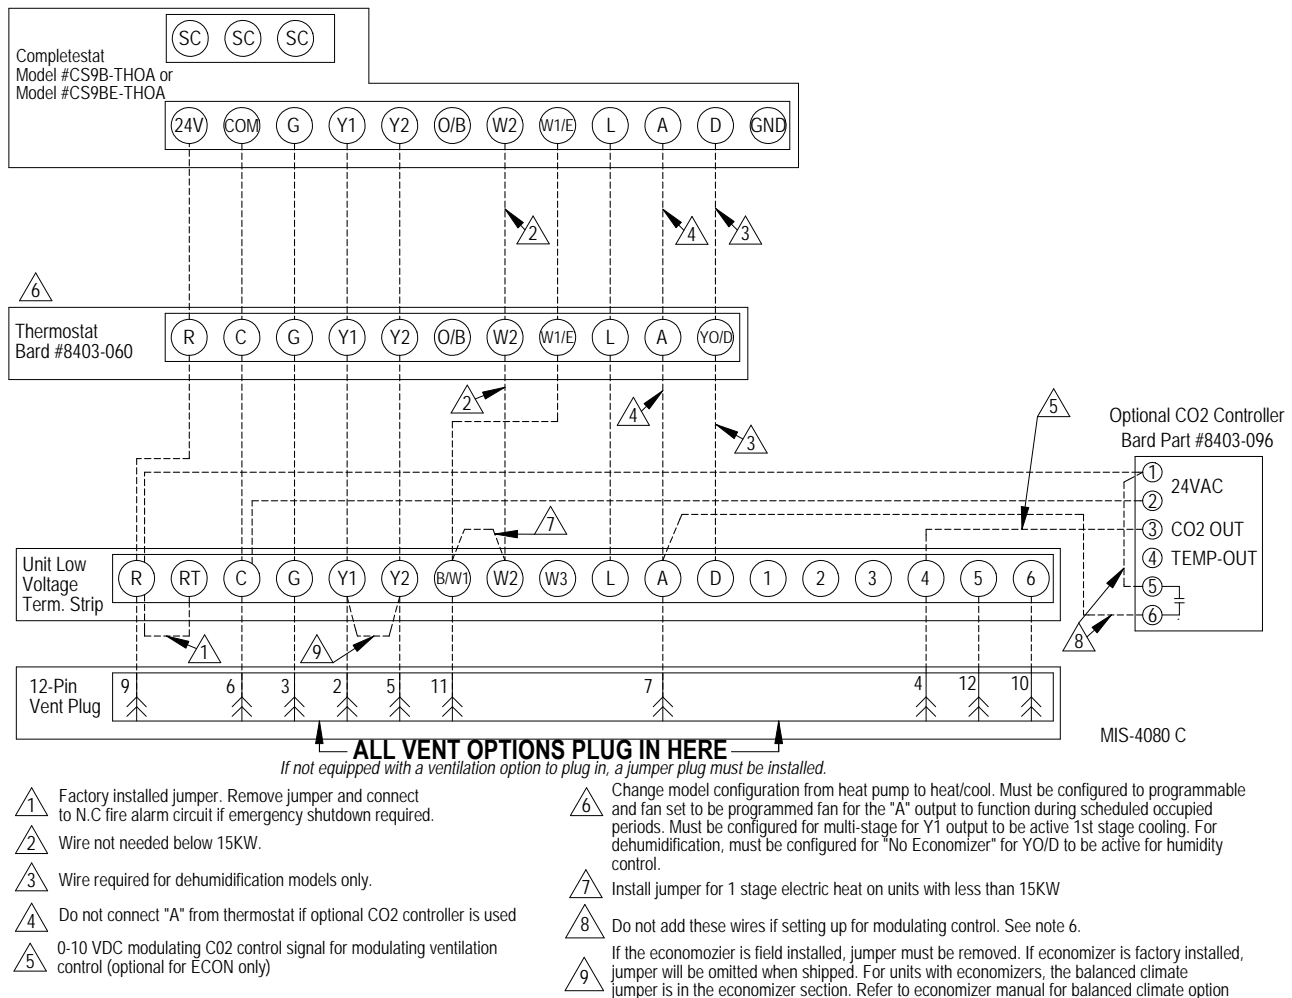 SC SC SC
Completestat
Model #CS9B-THOA or
Model #CS9BE-THOA
24V COM G Y1 Y2 O/B W2 W1/E L A D GND
2 4 3
6
Thermostat
Bard #8403-060
R C G Y1 Y2 O/B W2 W1/E L A YO/D
2 4 3 5
Optional CO2 Controller
Bard Part #8403-096
1 24VAC
2
3 CO2 OUT
4 TEMP-OUT
5
6
7
8
Unit Low
Voltage
Term. Strip
R RT C G Y1 Y2 B/W1 W2 W3 L A D 1 2 3 4 5 6
1 9
12-Pin
Vent Plug
9 6 3 2 5 11 7 4 12 10
MIS-4080 C
ALL VENT OPTIONS PLUG IN HERE
If not equipped with a ventilation option to plug in, a jumper plug must be installed.
1 Factory installed jumper. Remove jumper and connect
to N.C fire alarm circuit if emergency shutdown required.
2 Wire not needed below 15KW.
3 Wire required for dehumidification models only.
4 Do not connect "A" from thermostat if optional CO2 controller is used
5 0-10 VDC modulating C02 control signal for modulating ventilation
control (optional for ECON only)
6 Change model configuration from heat pump to heat/cool. Must be configured to programmable
and fan set to be programmed fan for the "A" output to function during scheduled occupied
periods. Must be configured for multi-stage for Y1 output to be active 1st stage cooling. For
dehumidification, must be configured for "No Economizer" for YO/D to be active for humidity
control.
7 Install jumper for 1 stage electric heat on units with less than 15KW
8 Do not add these wires if setting up for modulating control. See note 6.
9 If the economozier is field installed, jumper must be removed. If economizer is factory installed,
jumper will be omitted when shipped. For units with economizers, the balanced climate
jumper is in the economizer section. Refer to economizer manual for balanced climate option